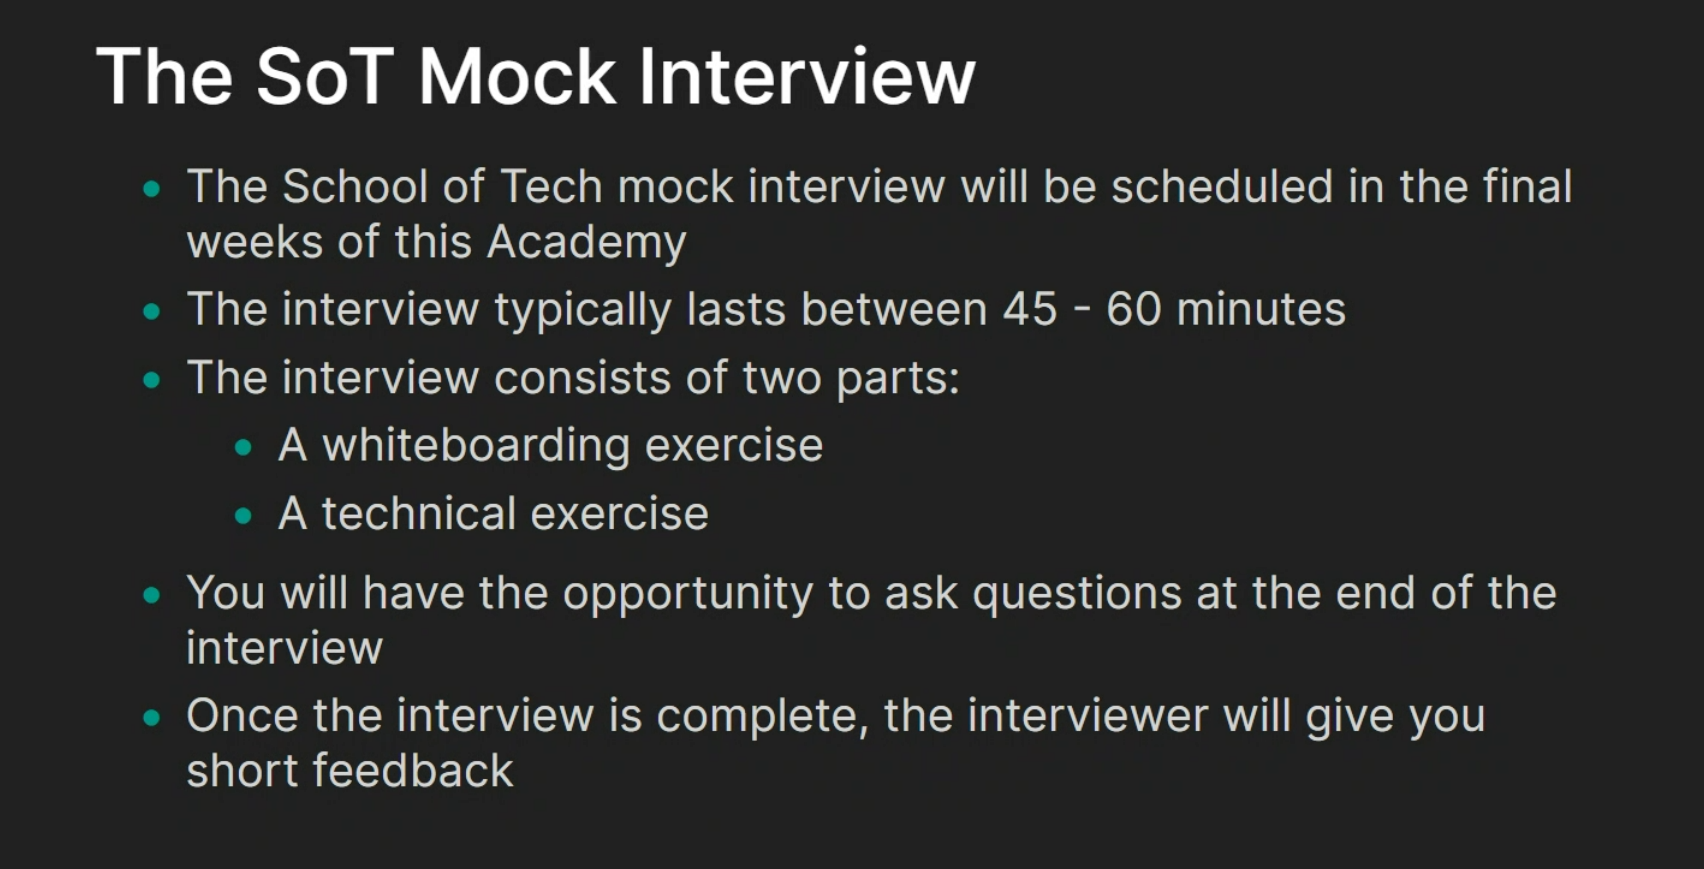 The SoT Mock Interview
The School of Tech mock interview will be scheduled in the final
weeks of this Academy
The interview typically lasts between 45 - 60 minutes
The interview consists of two parts:
A whiteboarding exercise
A technical exercise
You will have the opportunity to ask questions at the end of the
interview
Once the interview is complete, the interviewer will give you
short feedback